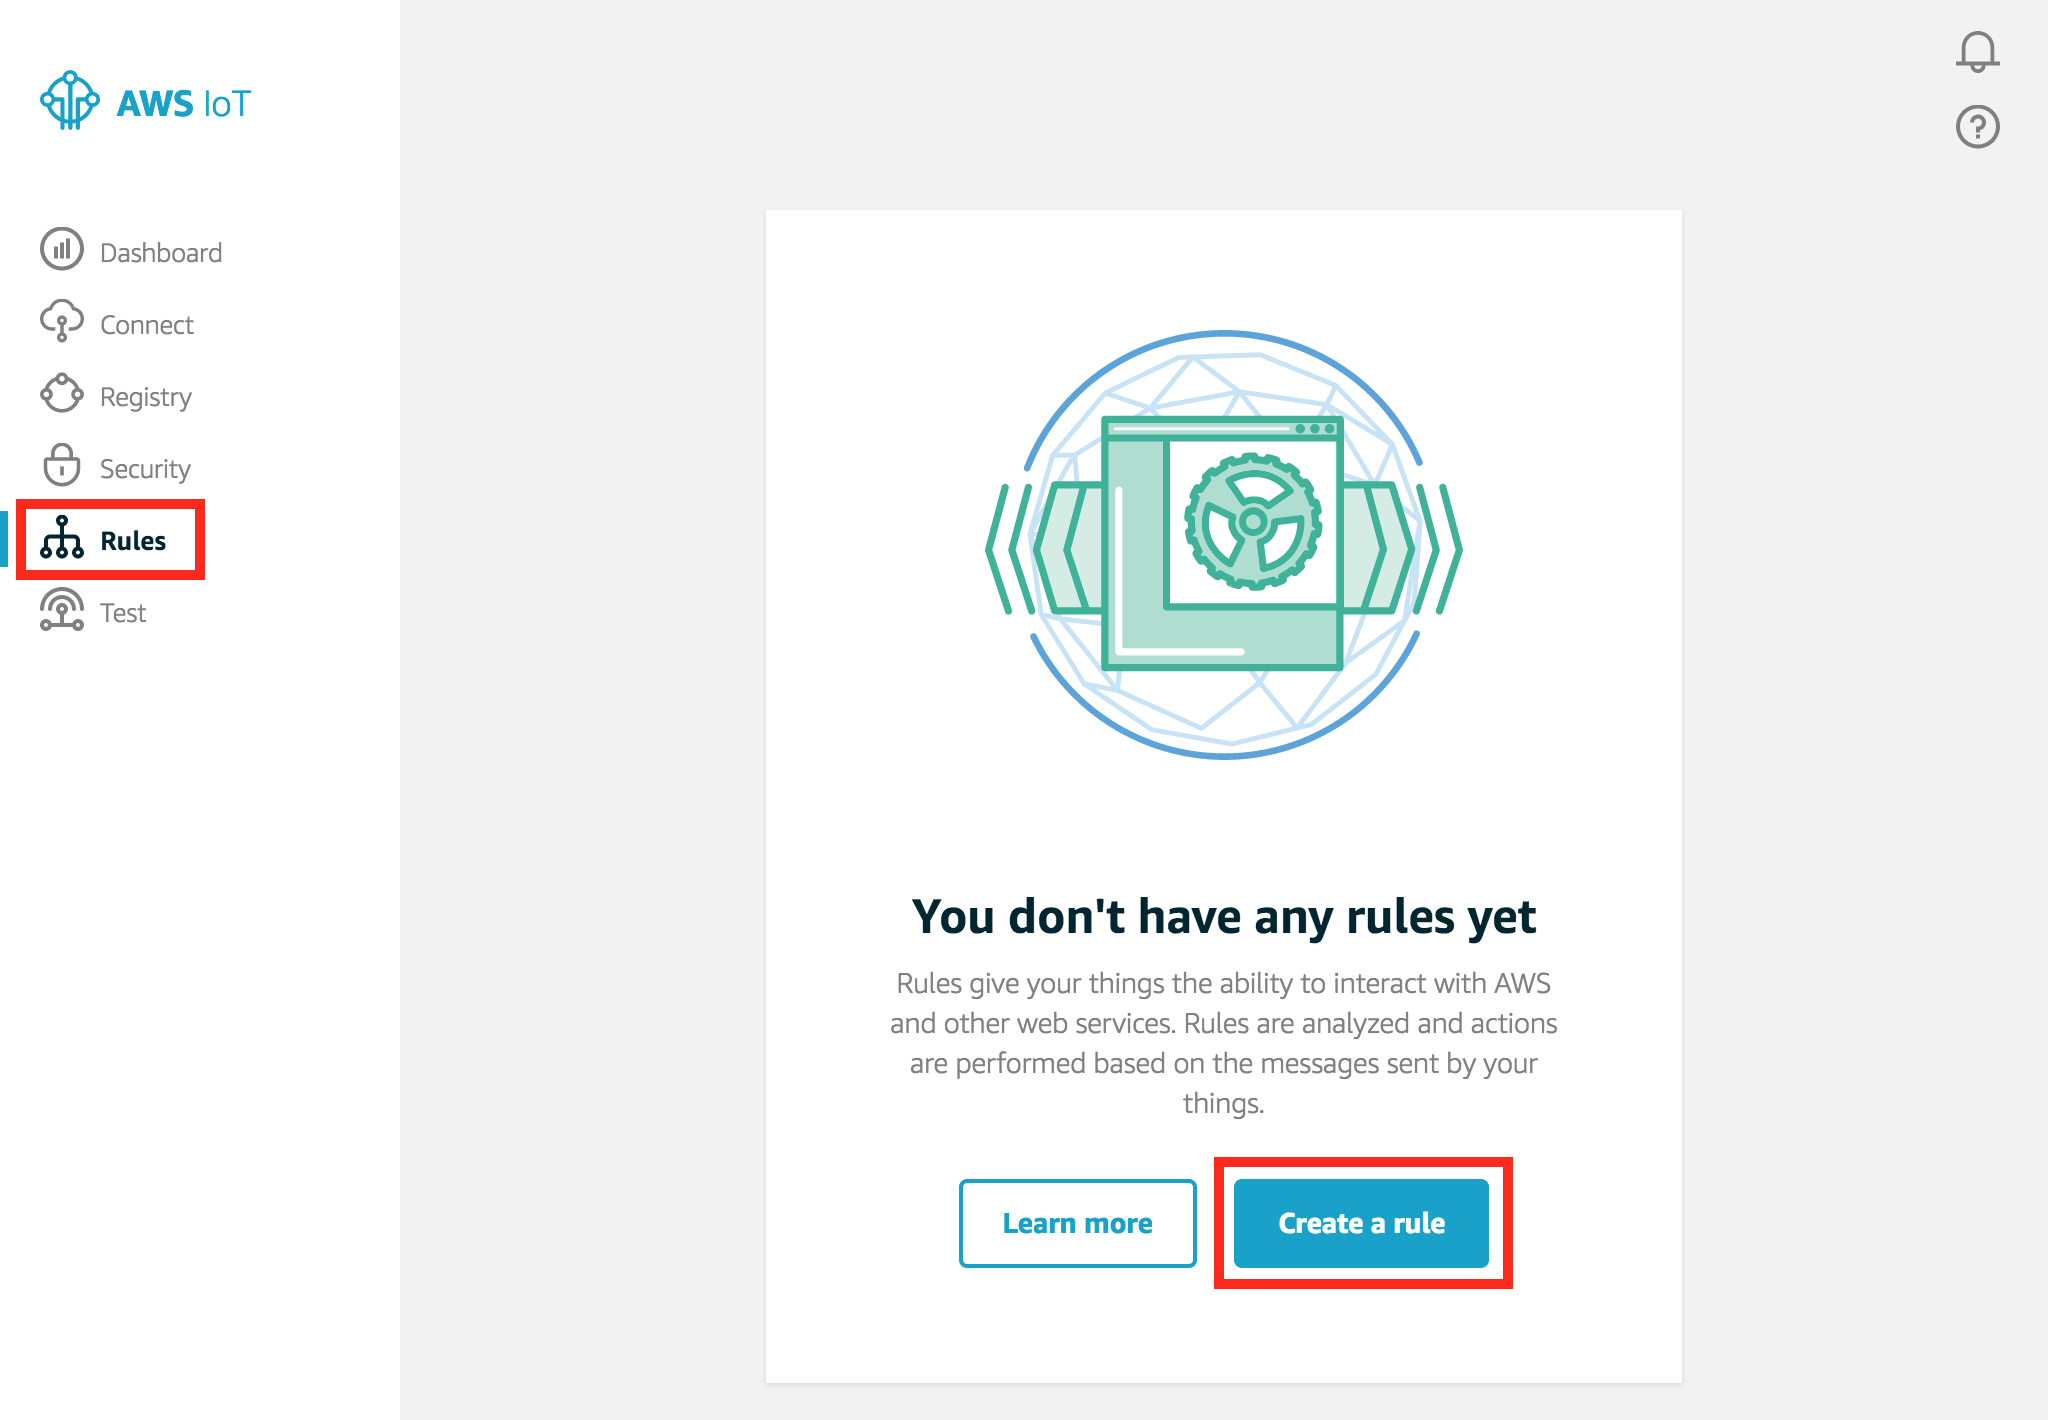 AWS IoT
Dashboard
Connect
Registry
Security
Rules
Test
You don't have any rules yet
Rules give your things the ability to interact with AWS
and other web services. Rules are analyzed and actions
are performed based on the messages sent by your
things.
Learn more
Create a rule